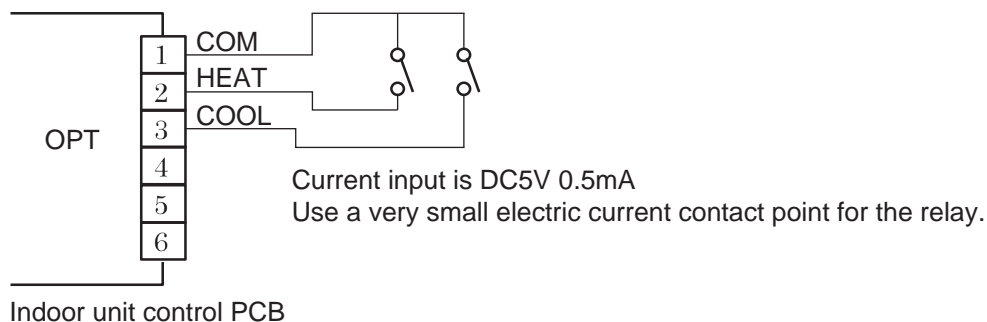 1
COM
2
HEAT
3
COOL
OPT
4
5
6
Current input is DC5V 0.5mA
Use a very small electric current contact point for the relay.
Indoor unit control PCB